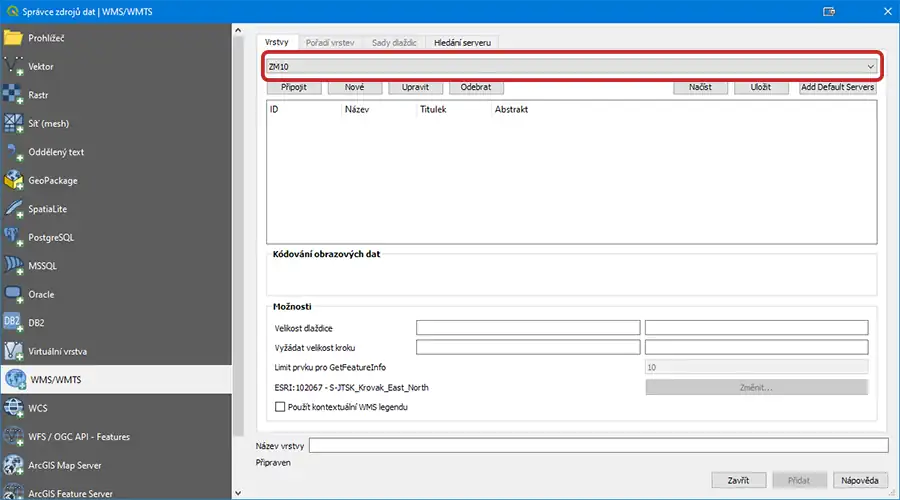 Správce zdrojů dat | WMS/WMTS
Prohlížeč
Vektor
Rastr
Síť (mesh)
Oddělený text
GeoPackage
SpatiaLite
PostgreSQL
MSSQL
Oracle
DB2
DB2
Virtuální vrstva
WMS/WMTS
WCS
WFS / OGC API - Features
ArcGIS Map Server
ArcGIS Feature Server
Vrstvy Pořadí vrstev Sady dlaždic Hledání serveru
ZM10
Připojit Nové Upravit Odebrat Načíst Uložit Add Default Servers
ID Název Titulek Abstrakt
Kódování obrazových dat
Možnosti
Velikost dlaždice
Vyžádat velikost kroku
Limit prvku pro GetFeatureInfo 10
ESRI:102067 - S-JTSK_Krovak_East_North Změnit...
Použít kontextuální WMS legendu
Název vrstvy
Připraven
Zavřít Přidat Nápověda